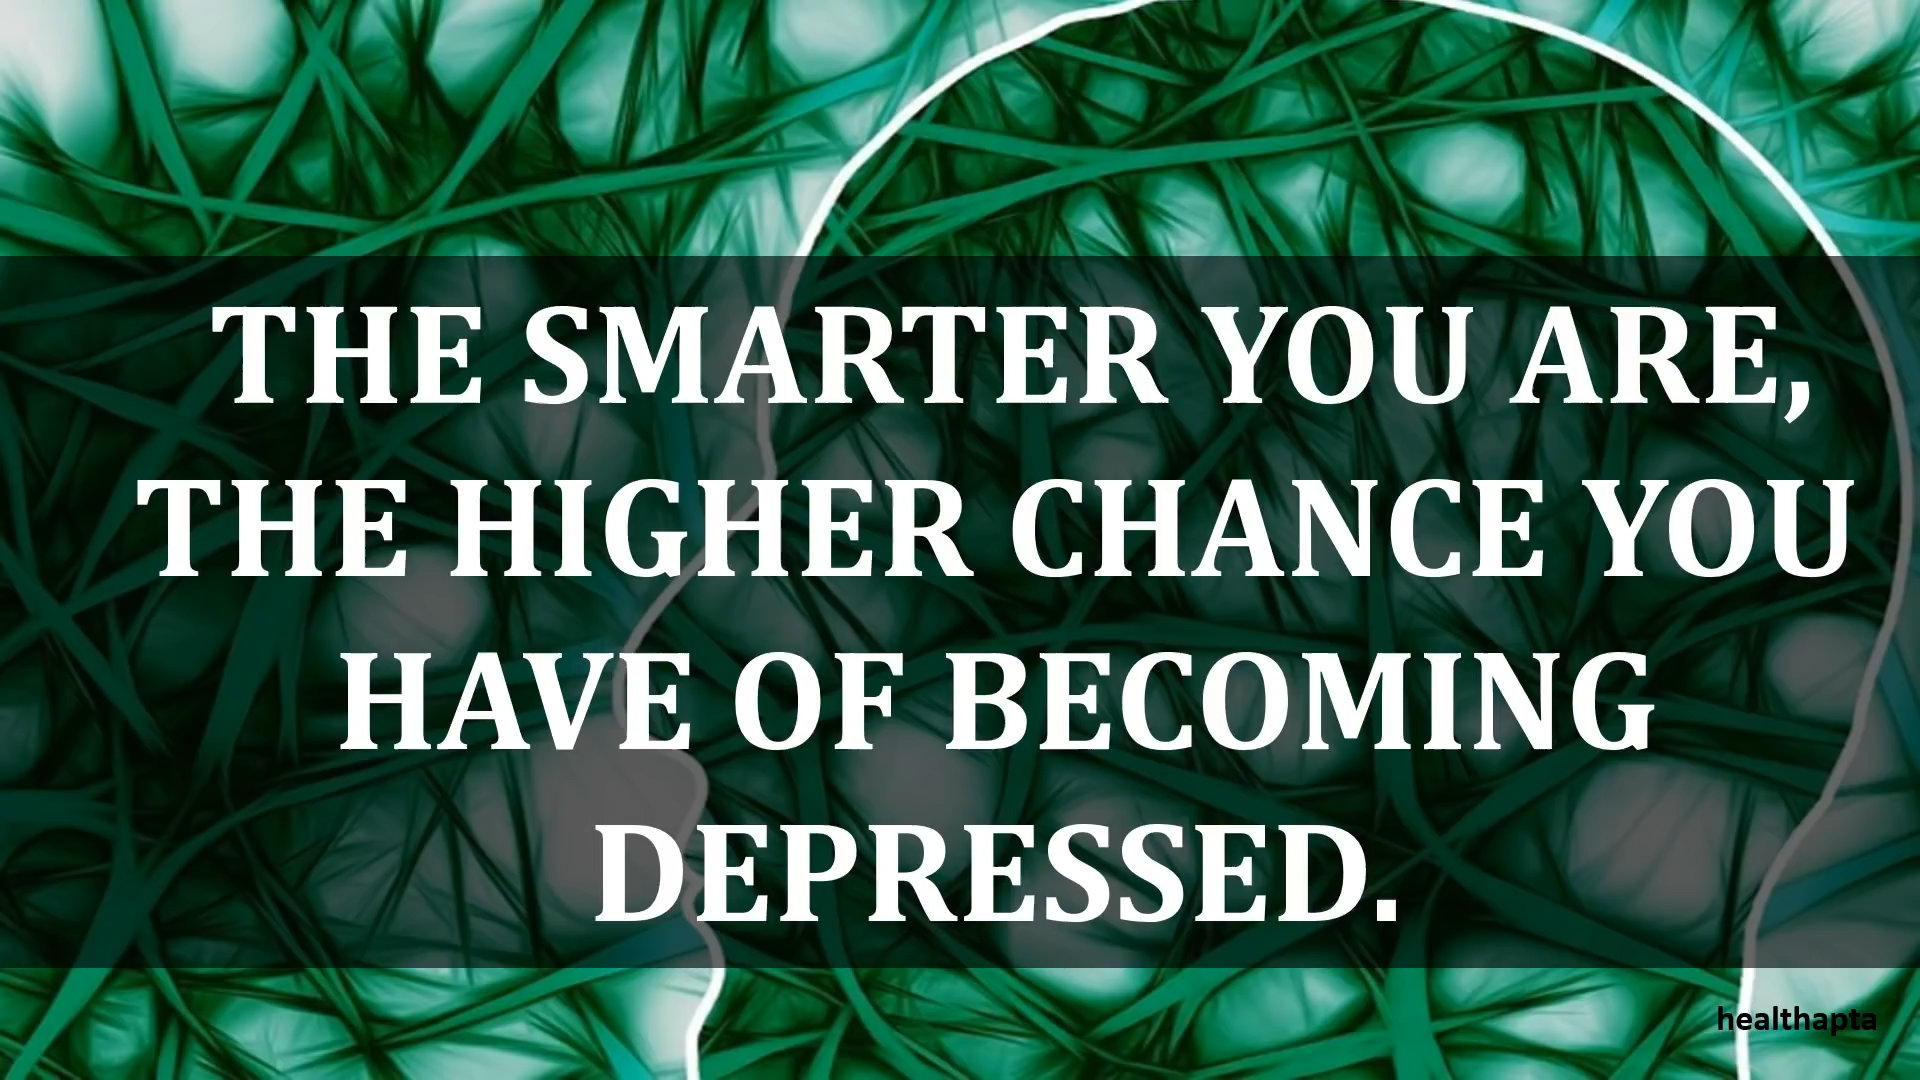 THE SMARTER YOU ARE,
THE HIGHER CHANCE YOU
HAVE OF BECOMING
DEPRESSED.
healthapta